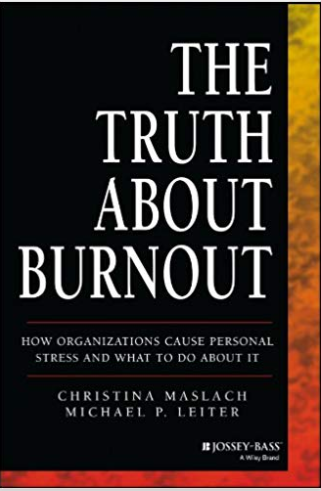 THE
TRUTH
ABOUT
BURNOUT
HOW ORGANIZATIONS CAUSE PERSONAL
STRESS AND WHAT TO DO ABOUT IT
CHRISTINA MASLACH
MICHAEL P. LEITER
JOSSEY-BASS™
A Wiley Brand